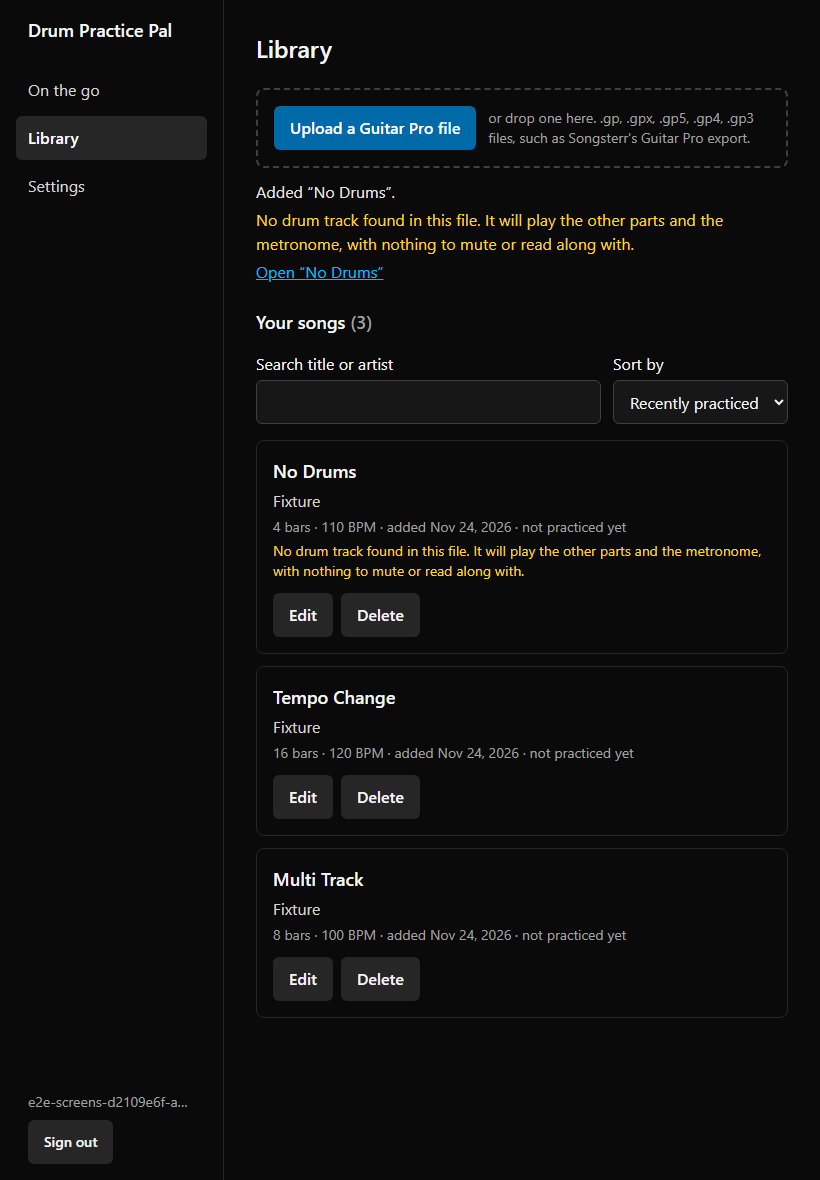 Drum Practice Pal
On the go
Library
Settings
Library
Upload a Guitar Pro file
or drop one here. .gp, .gpx, .gp5, .gp4, .gp3
files, such as Songsterr's Guitar Pro export.
Added “No Drums”.
No drum track found in this file. It will play the other parts and the
metronome, with nothing to mute or read along with.
Open “No Drums”
Your songs (3)
Search title or artist
Sort by
Recently practiced
No Drums
Fixture
4 bars · 110 BPM · added Nov 24, 2026 · not practiced yet
No drum track found in this file. It will play the other parts and the metronome,
with nothing to mute or read along with.
Edit
Delete
Tempo Change
Fixture
16 bars · 120 BPM · added Nov 24, 2026 · not practiced yet
Edit
Delete
Multi Track
Fixture
8 bars · 100 BPM · added Nov 24, 2026 · not practiced yet
Edit
Delete
e2e-screens-d2109e6f-a...
Sign out